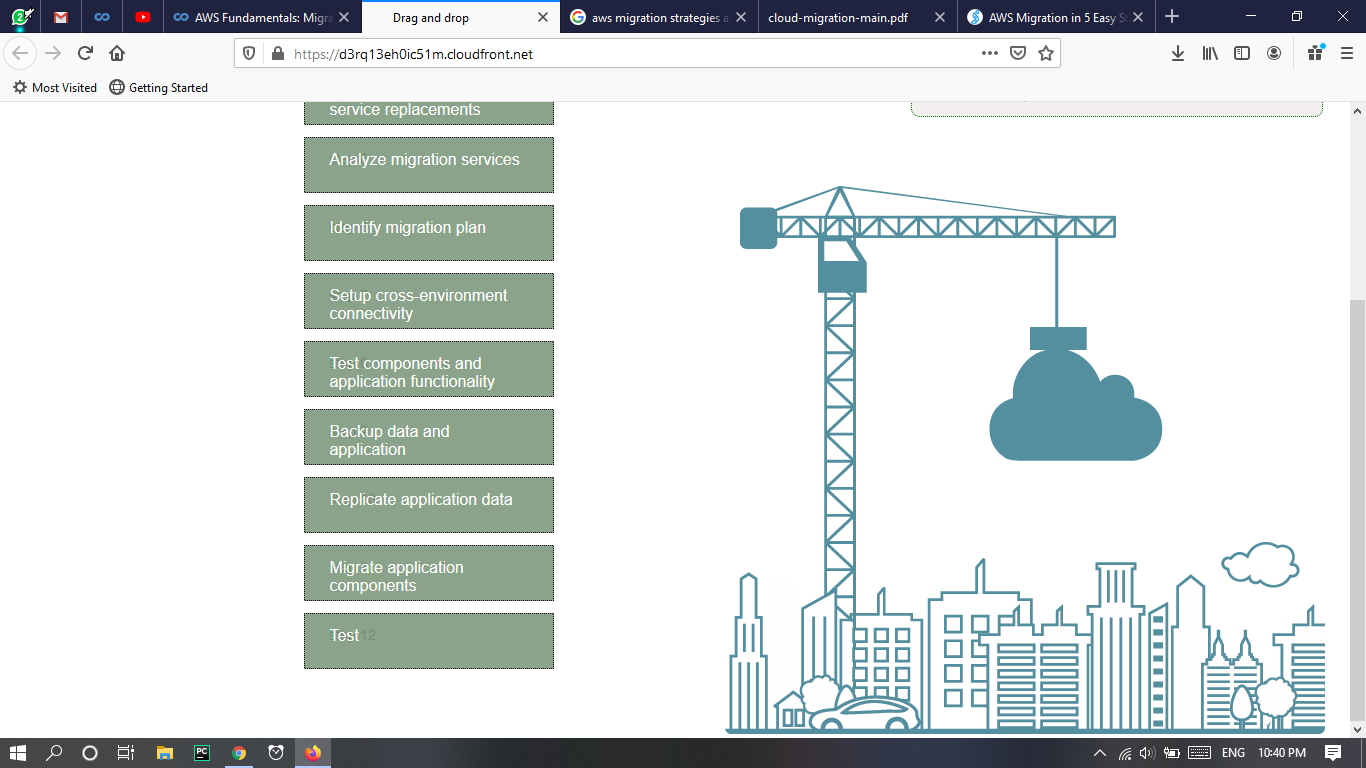 AWS Fundamentals: Migra
Drag and drop
aws migration strategies a
cloud-migration-main.pdf
AWS Migration in 5 Easy S
https://d3rq13eh0ic51m.cloudfront.net
Most Visited
Getting Started
service replacements
Analyze migration services
Identify migration plan
Setup cross-environment
connectivity
Test components and
application functionality
Backup data and
application
Replicate application data
Migrate application
components
Test 12
PC
ENG
10:40 PM